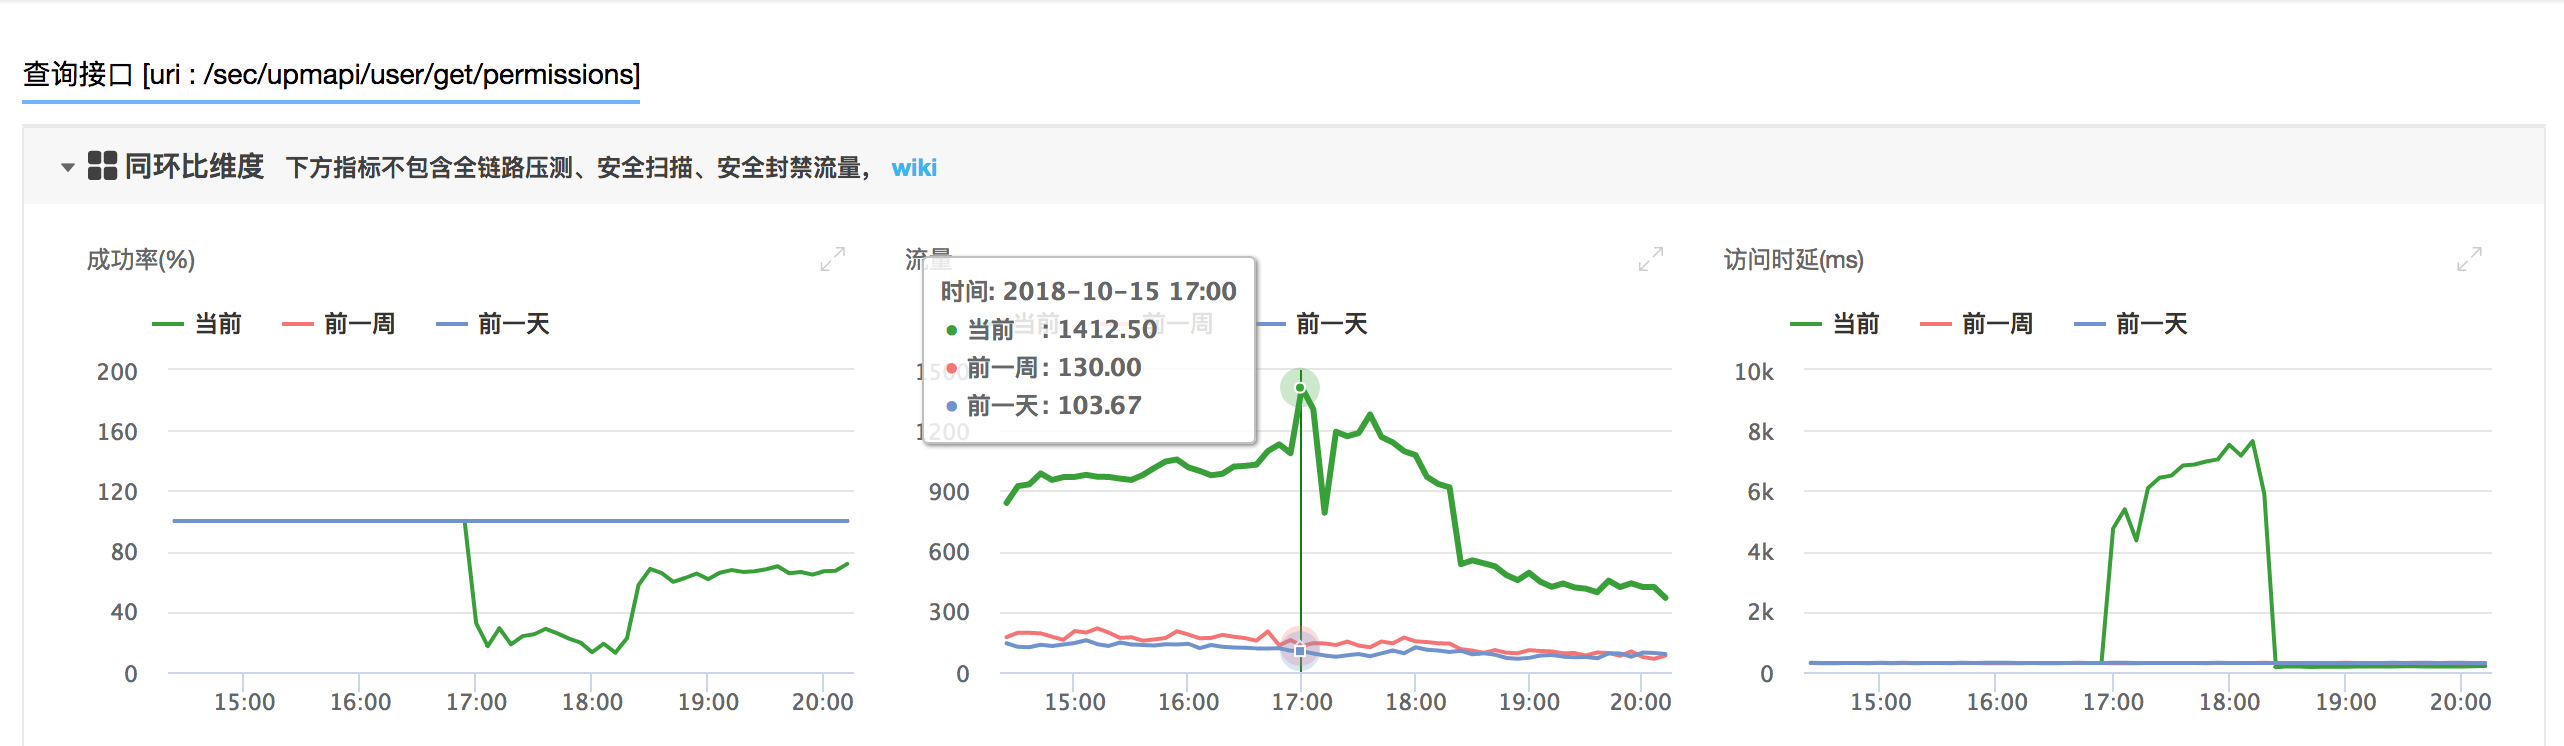 查询接口 [uri : /sec/upmapi/user/get/permissions]
同环比维度 下方指标不包含全链路压测、安全扫描、安全封禁流量， wiki
成功率(%)
当前 前一周 前一天
200
160
120
80
40
0
15:00 16:00 17:00 18:00 19:00 20:00
流量
当前 前一周 前一天
时间: 2018-10-15 17:00
当前 : 1412.50
前一周: 130.00
前一天: 103.67
1500
1200
900
600
300
0
15:00 16:00 17:00 18:00 19:00 20:00
访问时延(ms)
当前 前一周 前一天
10k
8k
6k
4k
2k
0
15:00 16:00 17:00 18:00 19:00 20:00